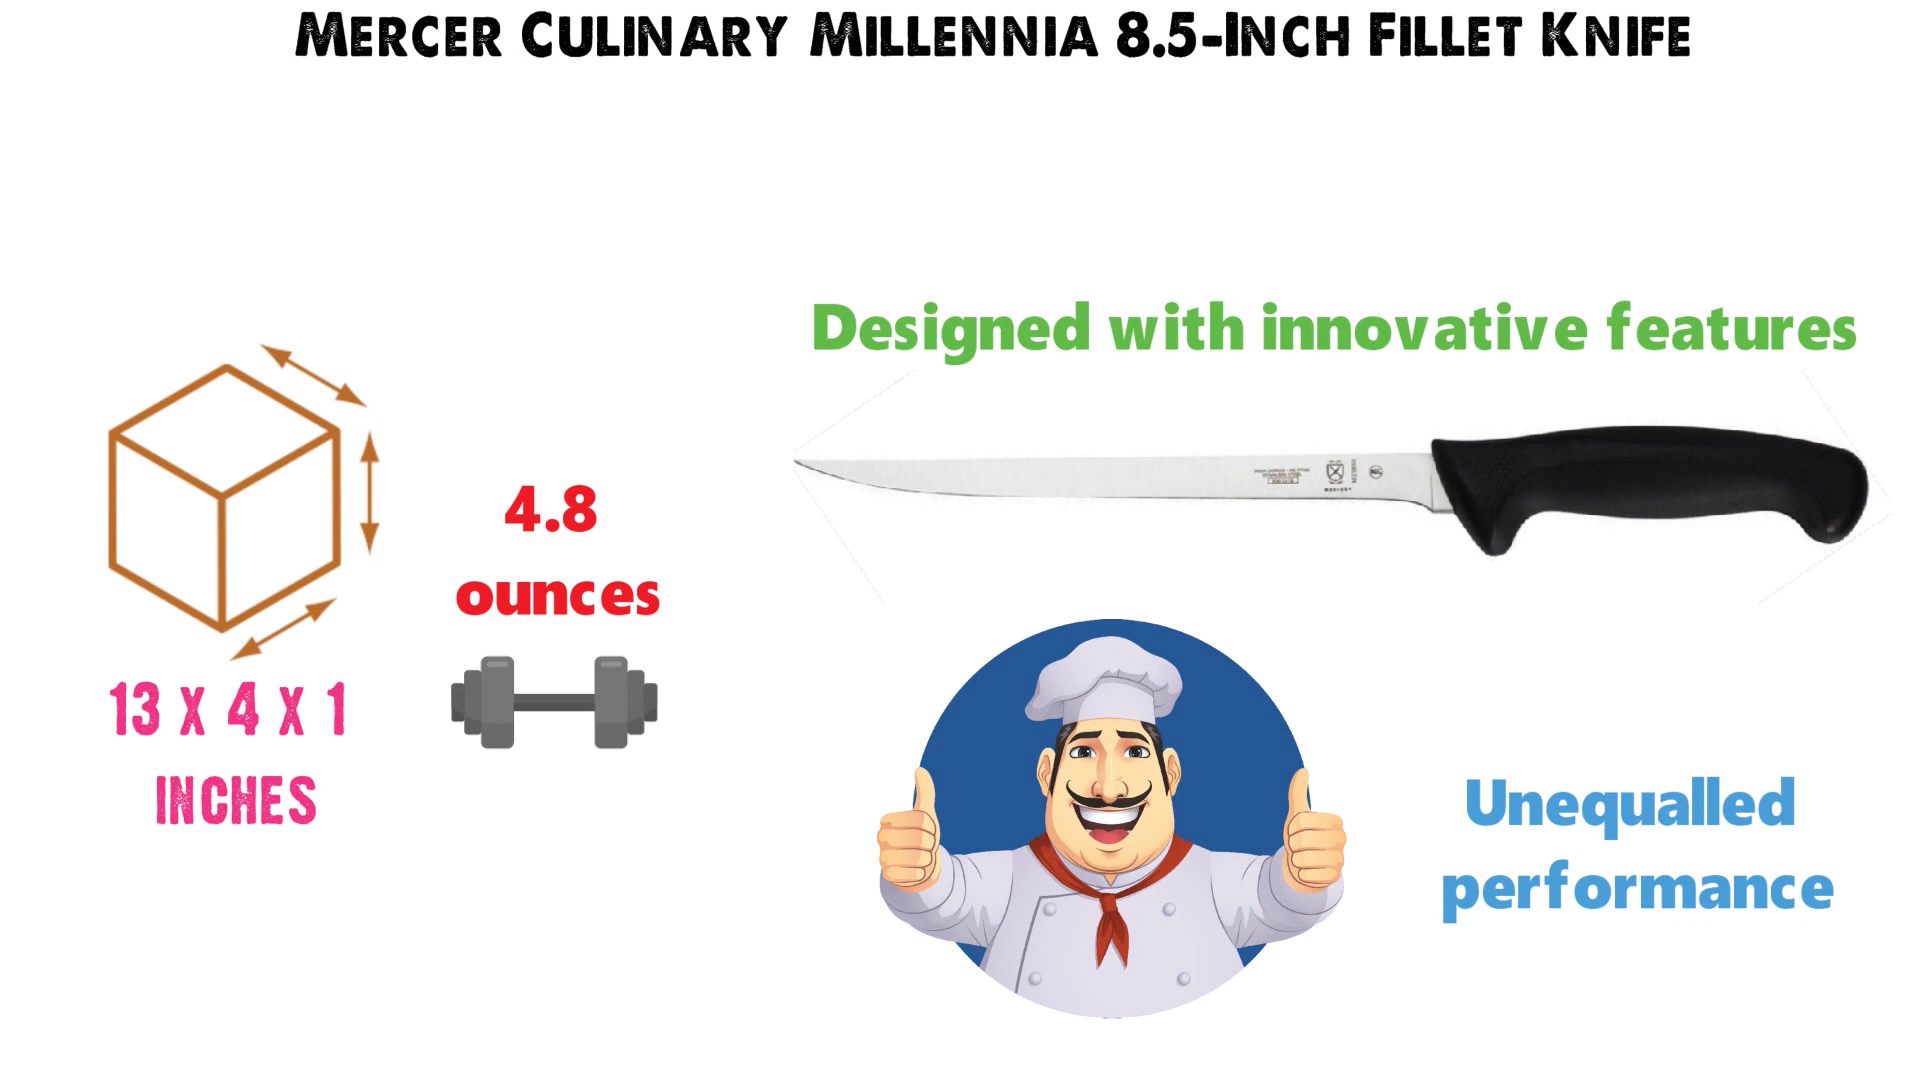 Mercer Culinary Millennia 8.5-Inch Fillet Knife
Designed with innovative features
4.8
ounces
13 x 4 x 1
INCHES
Unequalled
performance